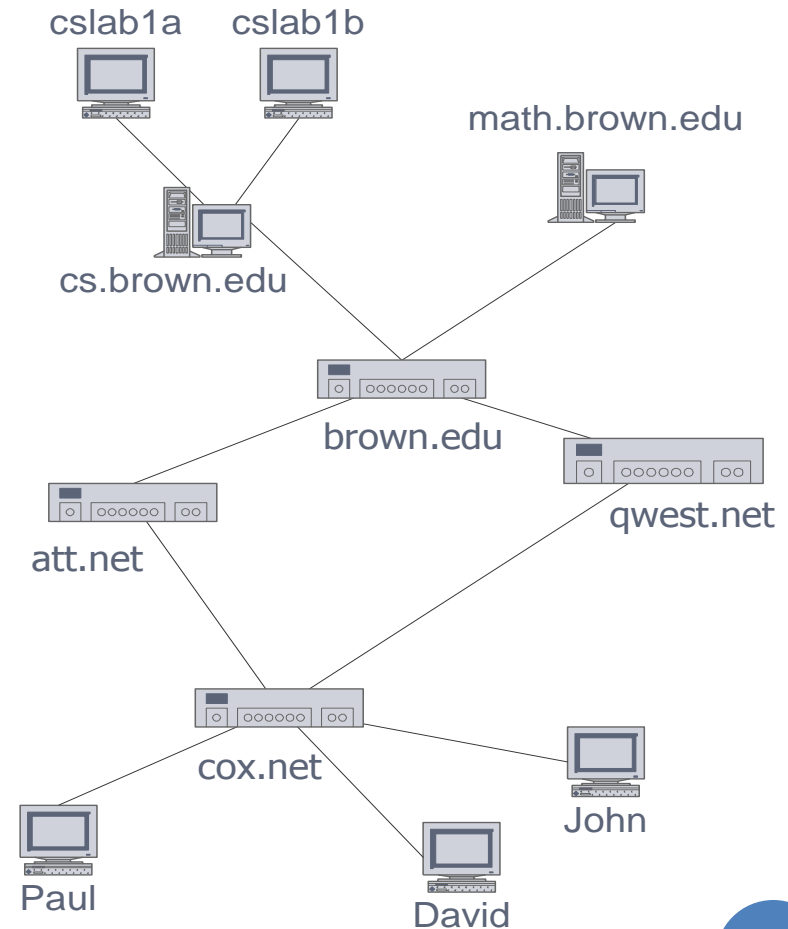 cslab1a
cslab1b
math.brown.edu
cs.brown.edu
brown.edu
qwest.net
att.net
cox.net
John
Paul
David